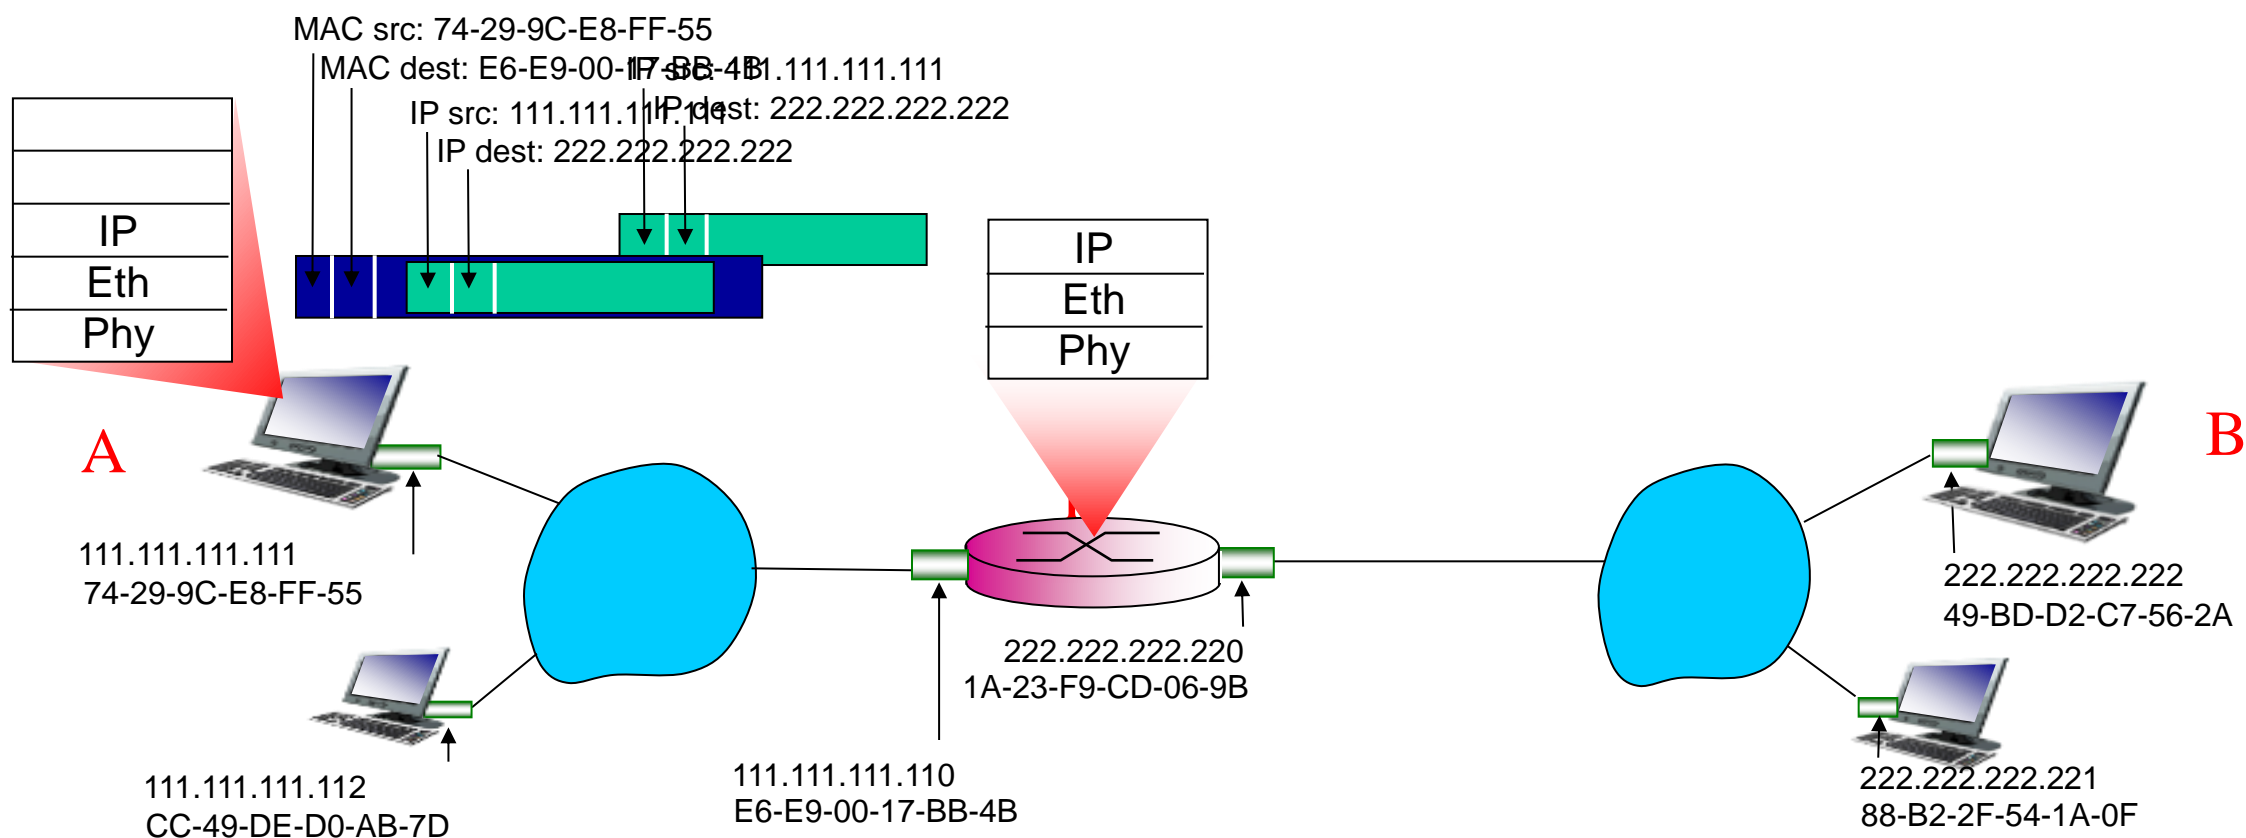 MAC src: 74-29-9C-E8-FF-55
MAC dest: E6-E9-00-17-BB-4B
IP src: 111.111.111.111
IP dest: 222.222.222.222
IP src: 111.111.111.111
IP dest: 222.222.222.222
IP
Eth
Phy
IP
Eth
Phy
A
B
111.111.111.111
74-29-9C-E8-FF-55
222.222.222.222
49-BD-D2-C7-56-2A
222.222.222.220
1A-23-F9-CD-06-9B
111.111.111.112
CC-49-DE-D0-AB-7D
111.111.111.110
E6-E9-00-17-BB-4B
222.222.222.221
88-B2-2F-54-1A-0F